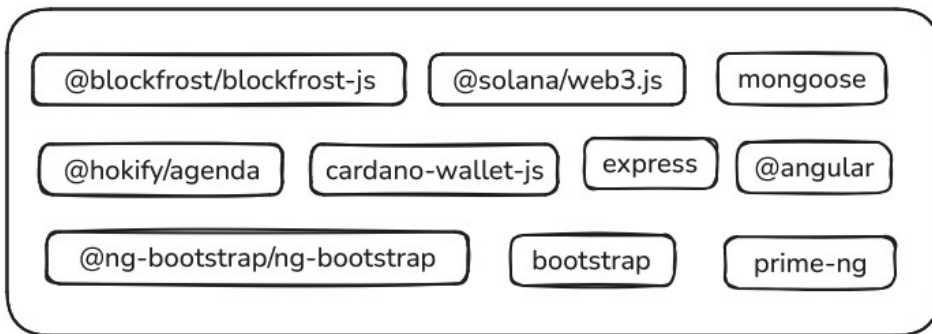 @blockfrost/blockfrost-js
@solana/web3.js
mongoose
@hokify/agenda
cardano-wallet-js
express
@angular
@ng-bootstrap/ng-bootstrap
bootstrap
prime-ng